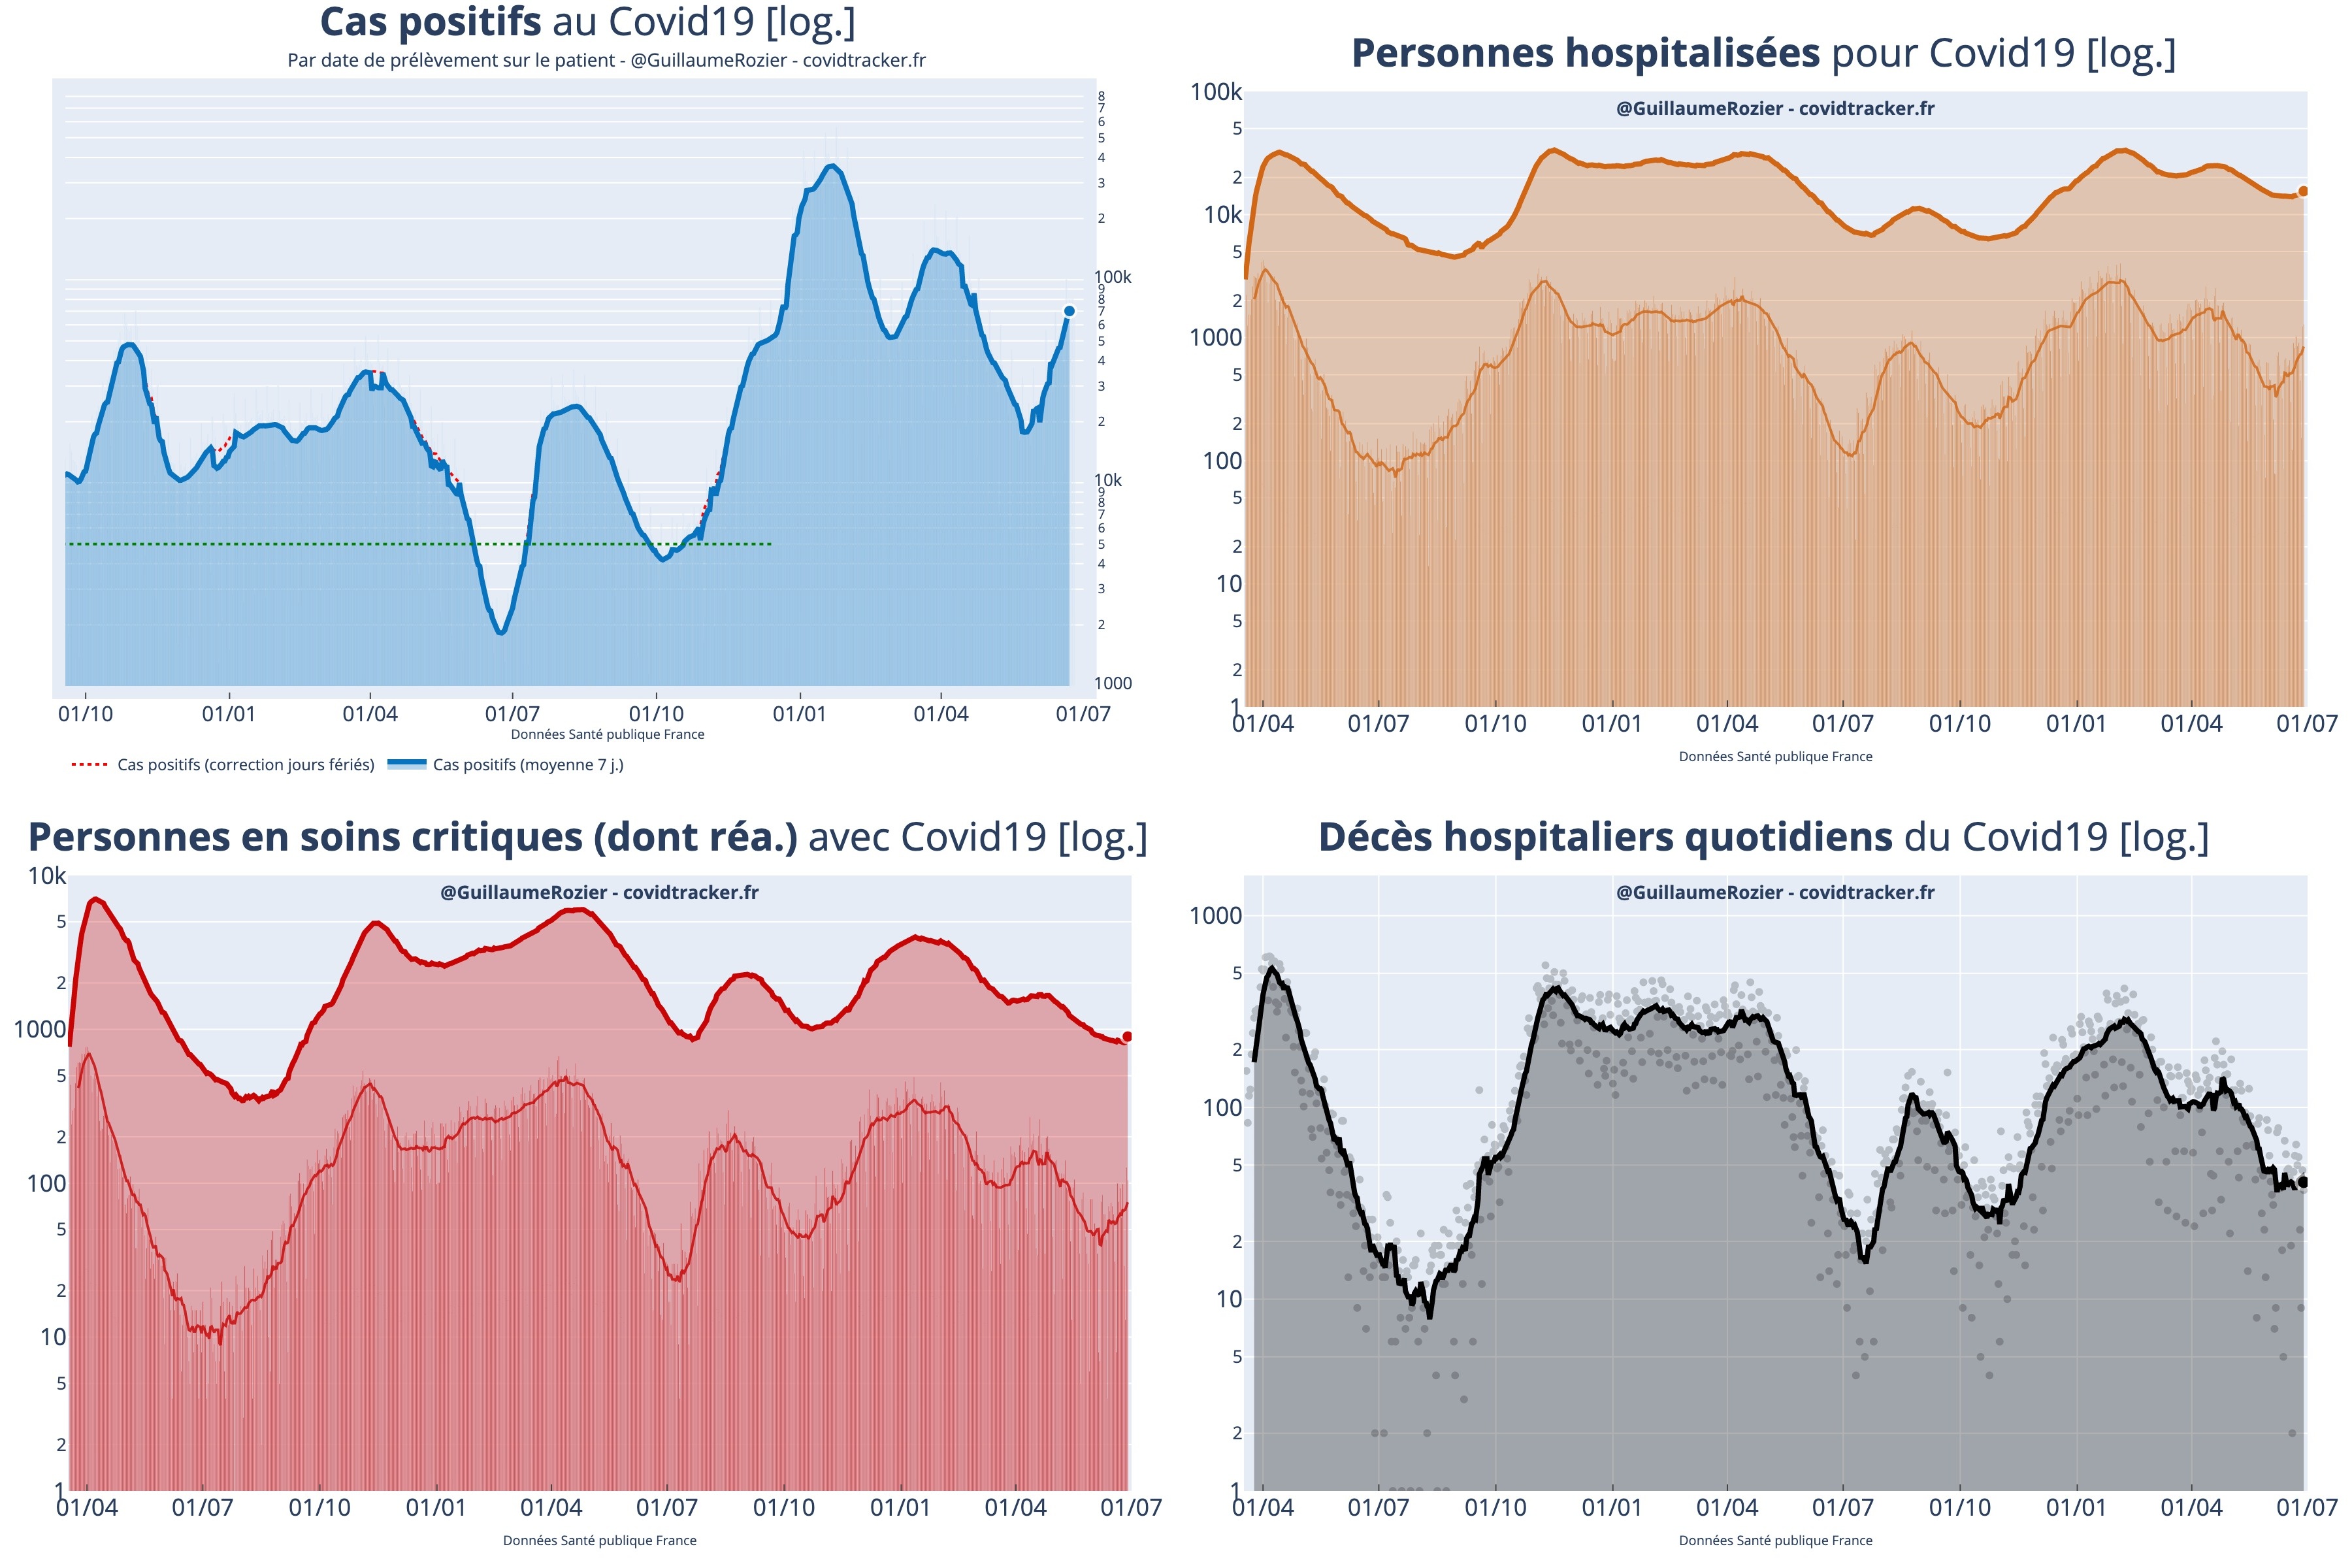 Cas positifs au Covid19 [log.]
Par date de prélèvement sur le patient - @GuillaumeRozier - covidtracker.fr
8
7
6
5
4
3
2
100k
9
8
7
6
5
4
3
2
10k
9
8
7
6
5
4
3
2
1000
01/10 01/01 01/04 01/07 01/10 01/01 01/04 01/07
Données Santé publique France
Cas positifs (correction jours fériés) Cas positifs (moyenne 7 j.)
Personnes hospitalisées pour Covid19 [log.]
@GuillaumeRozier - covidtracker.fr
100k
5
2
10k
5
2
1000
5
2
100
5
2
10
5
2
1
01/04 01/07 01/10 01/01 01/04 01/07 01/10 01/01 01/04 01/07
Données Santé publique France
Personnes en soins critiques (dont réa.) avec Covid19 [log.]
10k
@GuillaumeRozier - covidtracker.fr
5
2
1000
5
2
100
5
2
10
5
2
1
01/04 01/07 01/10 01/01 01/04 01/07 01/10 01/01 01/04 01/07
Données Santé publique France
Décès hospitaliers quotidiens du Covid19 [log.]
@GuillaumeRozier - covidtracker.fr
1000
5
2
100
5
2
10
5
2
1
01/04 01/07 01/10 01/01 01/04 01/07 01/10 01/01 01/04 01/07
Données Santé publique France